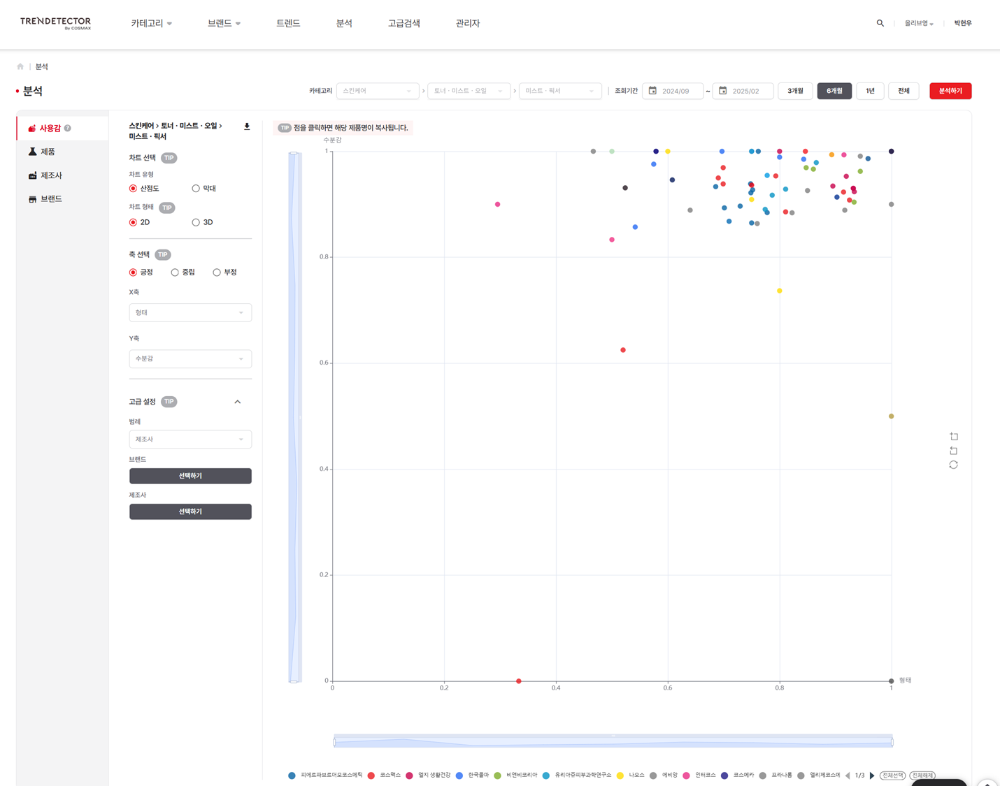 TRENDETECTOR
By COSMAX
카테고리
브랜드
트렌드
분석
고급검색
관리자
올리브영
박헌우
분석
분석
카테고리
스킨케어
토너 · 미스트 · 오일
미스트 · 픽서
조회기간
2024/09
~
2025/02
3개월
6개월
1년
전체
분석하기
사용감 ?
제품
제조사
브랜드
스킨케어 › 토너 · 미스트 · 오일 ›
미스트 · 픽서
차트 선택 TIP
차트 유형
산점도
막대
차트 형태 TIP
2D
3D
축 선택 TIP
긍정
중립
부정
X축
형태
Y축
수분감
고급 설정 TIP
범례
제조사
브랜드
선택하기
제조사
선택하기
TIP 점을 클릭하면 해당 제품명이 복사됩니다.
수분감
1
0.8
0.6
0.4
0.2
0
0
0.2
0.4
0.6
0.8
1
형태
피에르파브르더모코스메틱
코스맥스
엘지 생활건강
한국콜마
비앤비코리아
유리아쥬피부과학연구소
나오스
에비앙
인터코스
코스메카
프라나롬
엘리제코스메
1/3
전체선택
전체해제